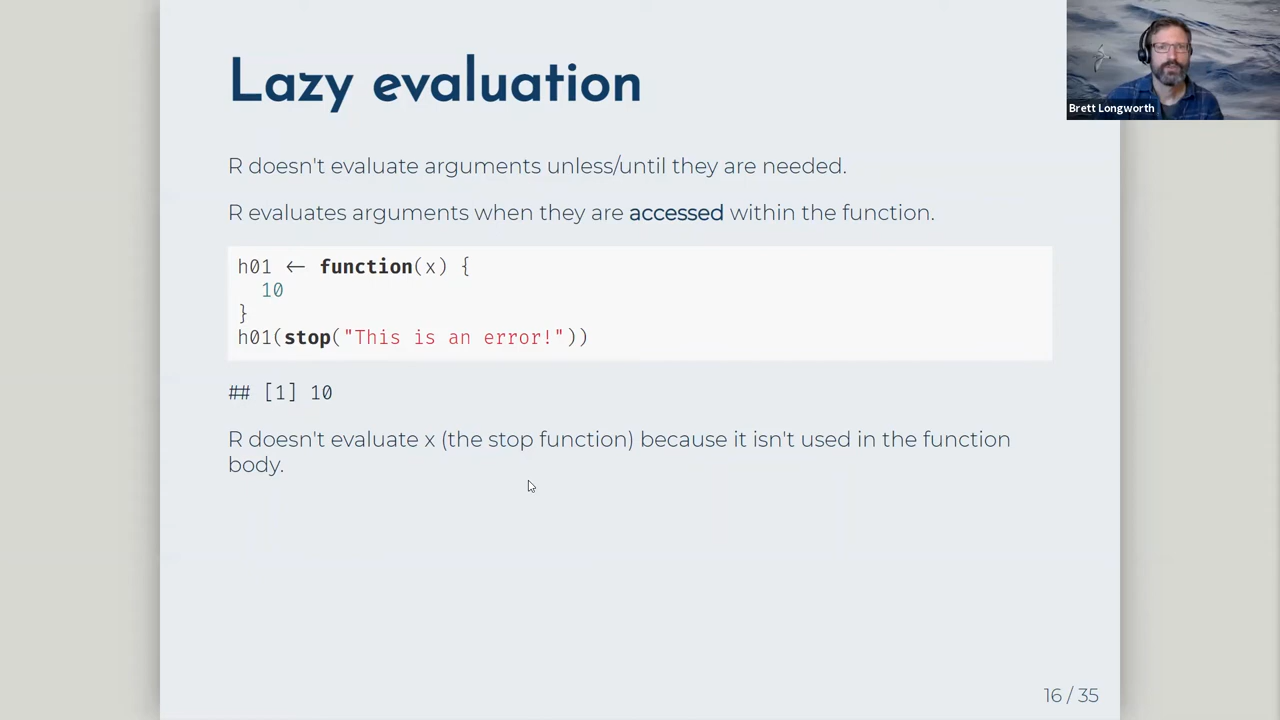 Lazy evaluation
Brett Longworth
R doesn't evaluate arguments unless/until they are needed.
R evaluates arguments when they are accessed within the function.
h01 ← function(x) {
  10
}
h01(stop("This is an error!"))
## [1] 10
R doesn't evaluate x (the stop function) because it isn't used in the function
body.
16 / 35